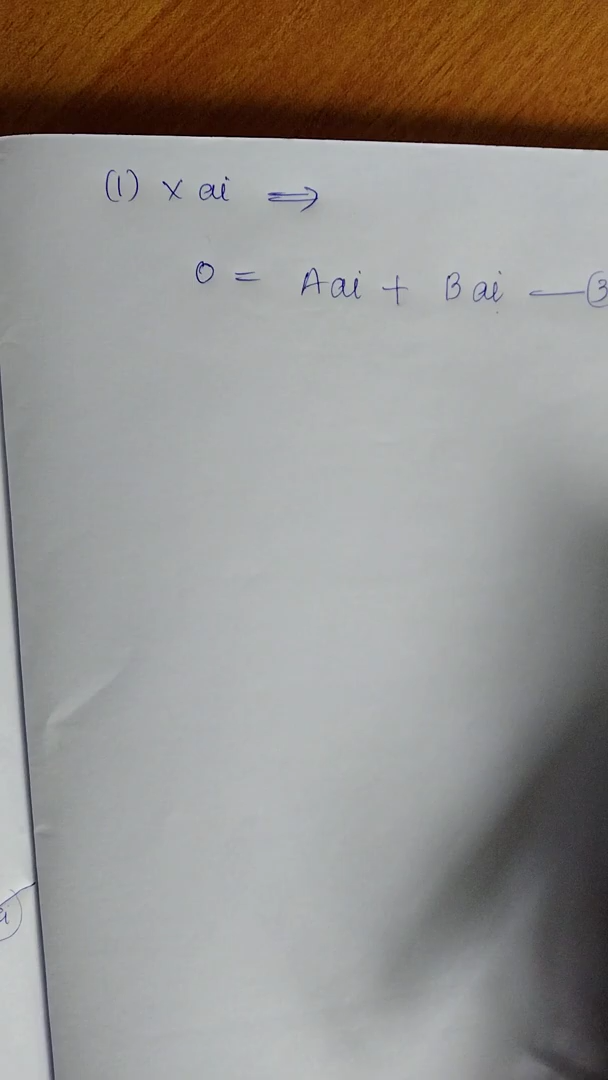 (1) × ai ⟹
0 = Aai + Bai —③